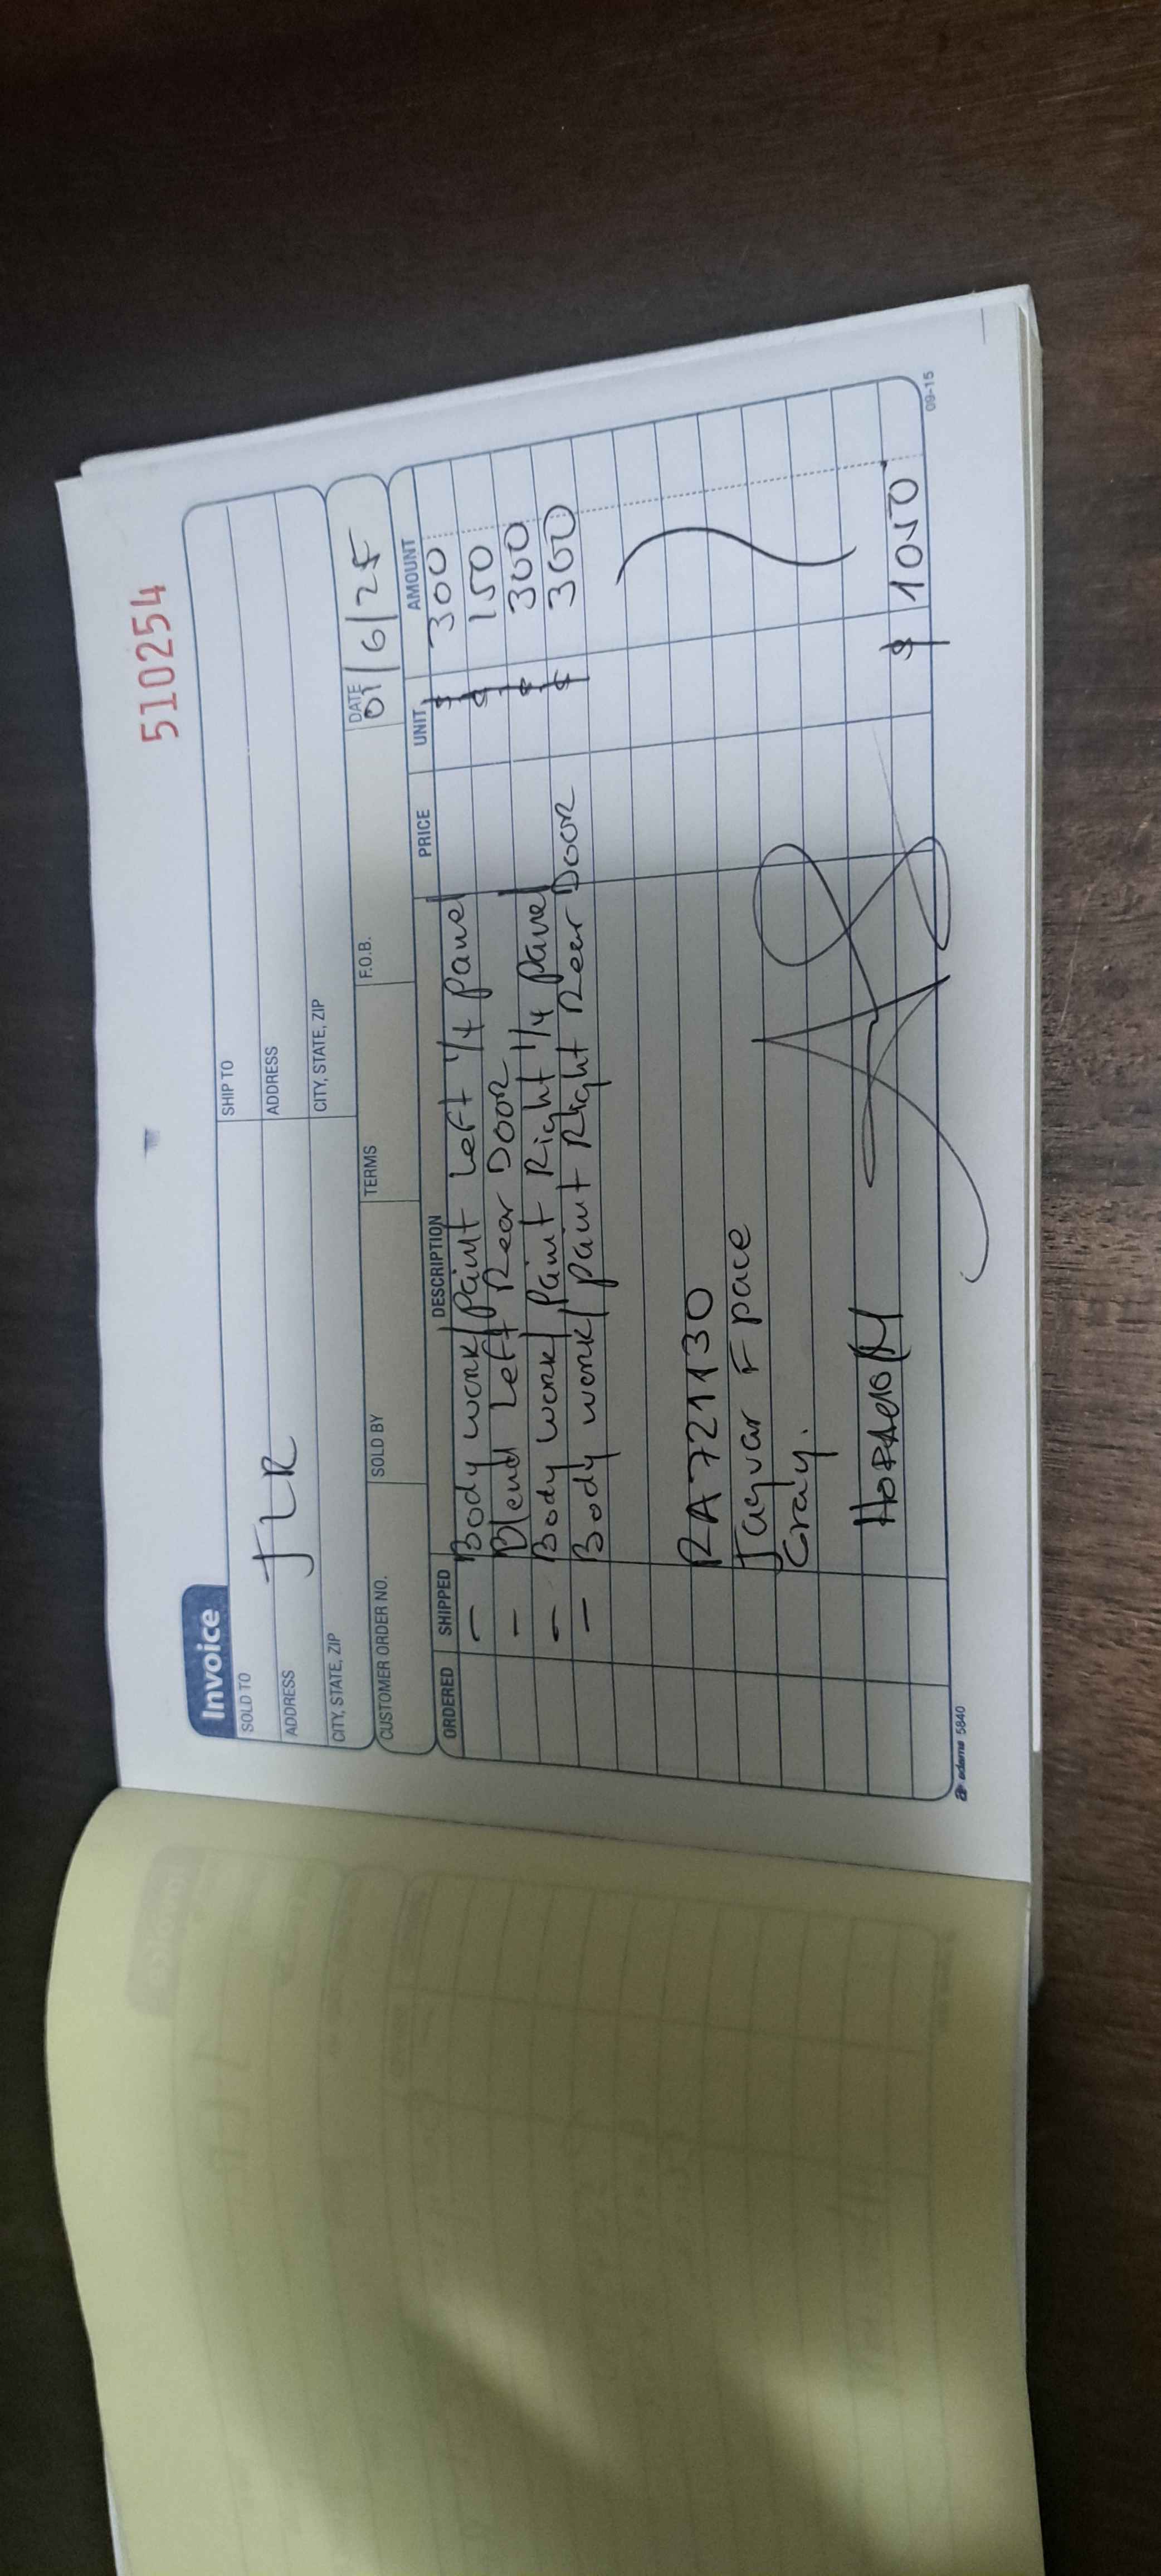 510254
Invoice
SOLD TO JLR
SHIP TO
ADDRESS
ADDRESS
CITY, STATE, ZIP
CITY, STATE, ZIP
CUSTOMER ORDER NO. SOLD BY TERMS F.O.B. DATE 01/6/25
ORDERED SHIPPED DESCRIPTION PRICE UNIT AMOUNT
- Body work/Paint Left 1/4 Panel $ 300
- Blend Left Rear DOOR $ 150
- Body work/Paint Right 1/4 Panel $ 300
- Body work/Paint Right Rear DOOR $ 300
RA721130
Jaguar F pace
Gray.
$ 1050
adams 5840
09-15